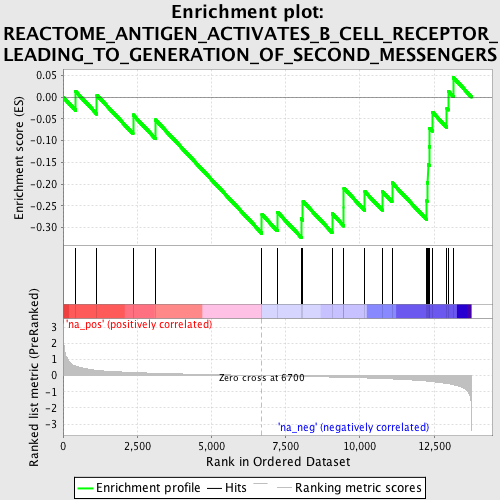 Enrichment plot:
REACTOME_ANTIGEN_ACTIVATES_B_CELL_RECEPTOR_
LEADING_TO_GENERATION_OF_SECOND_MESSENGERS
Enrichment score (ES)
0.05
0.00
-0.05
-0.10
-0.15
-0.20
-0.25
-0.30
'na_pos' (positively correlated)
Ranked list metric (PreRanked)
3
2
1
0
-1
-2
-3
Zero cross at 6700
'na_neg' (negatively correlated)
0 2,500 5,000 7,500 10,000 12,500
Rank in Ordered Dataset
Enrichment profile Hits Ranking metric scores